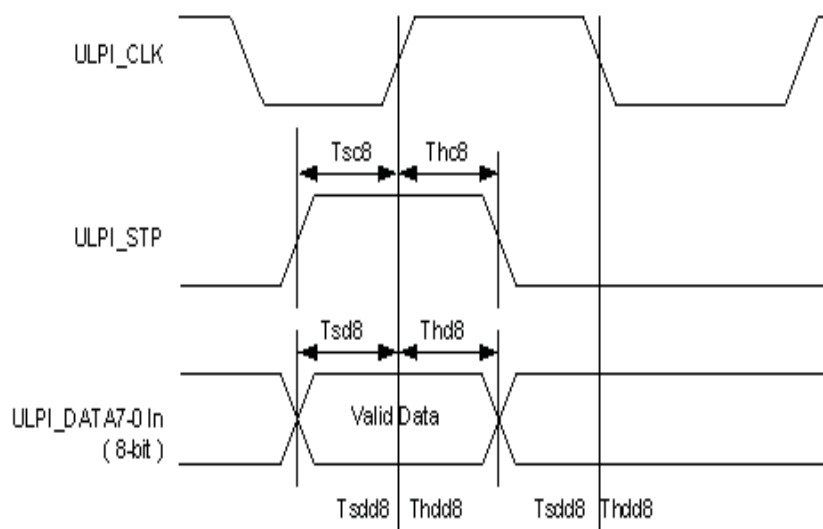 ULPI_CLK
Tsc8 Thc8
ULPI_STP
Tsd8 Thd8
ULPI_DATA7-0 In Valid Data
( 8-bit )
Tsdd8 Thdd8 Tsdd8 Thdd8